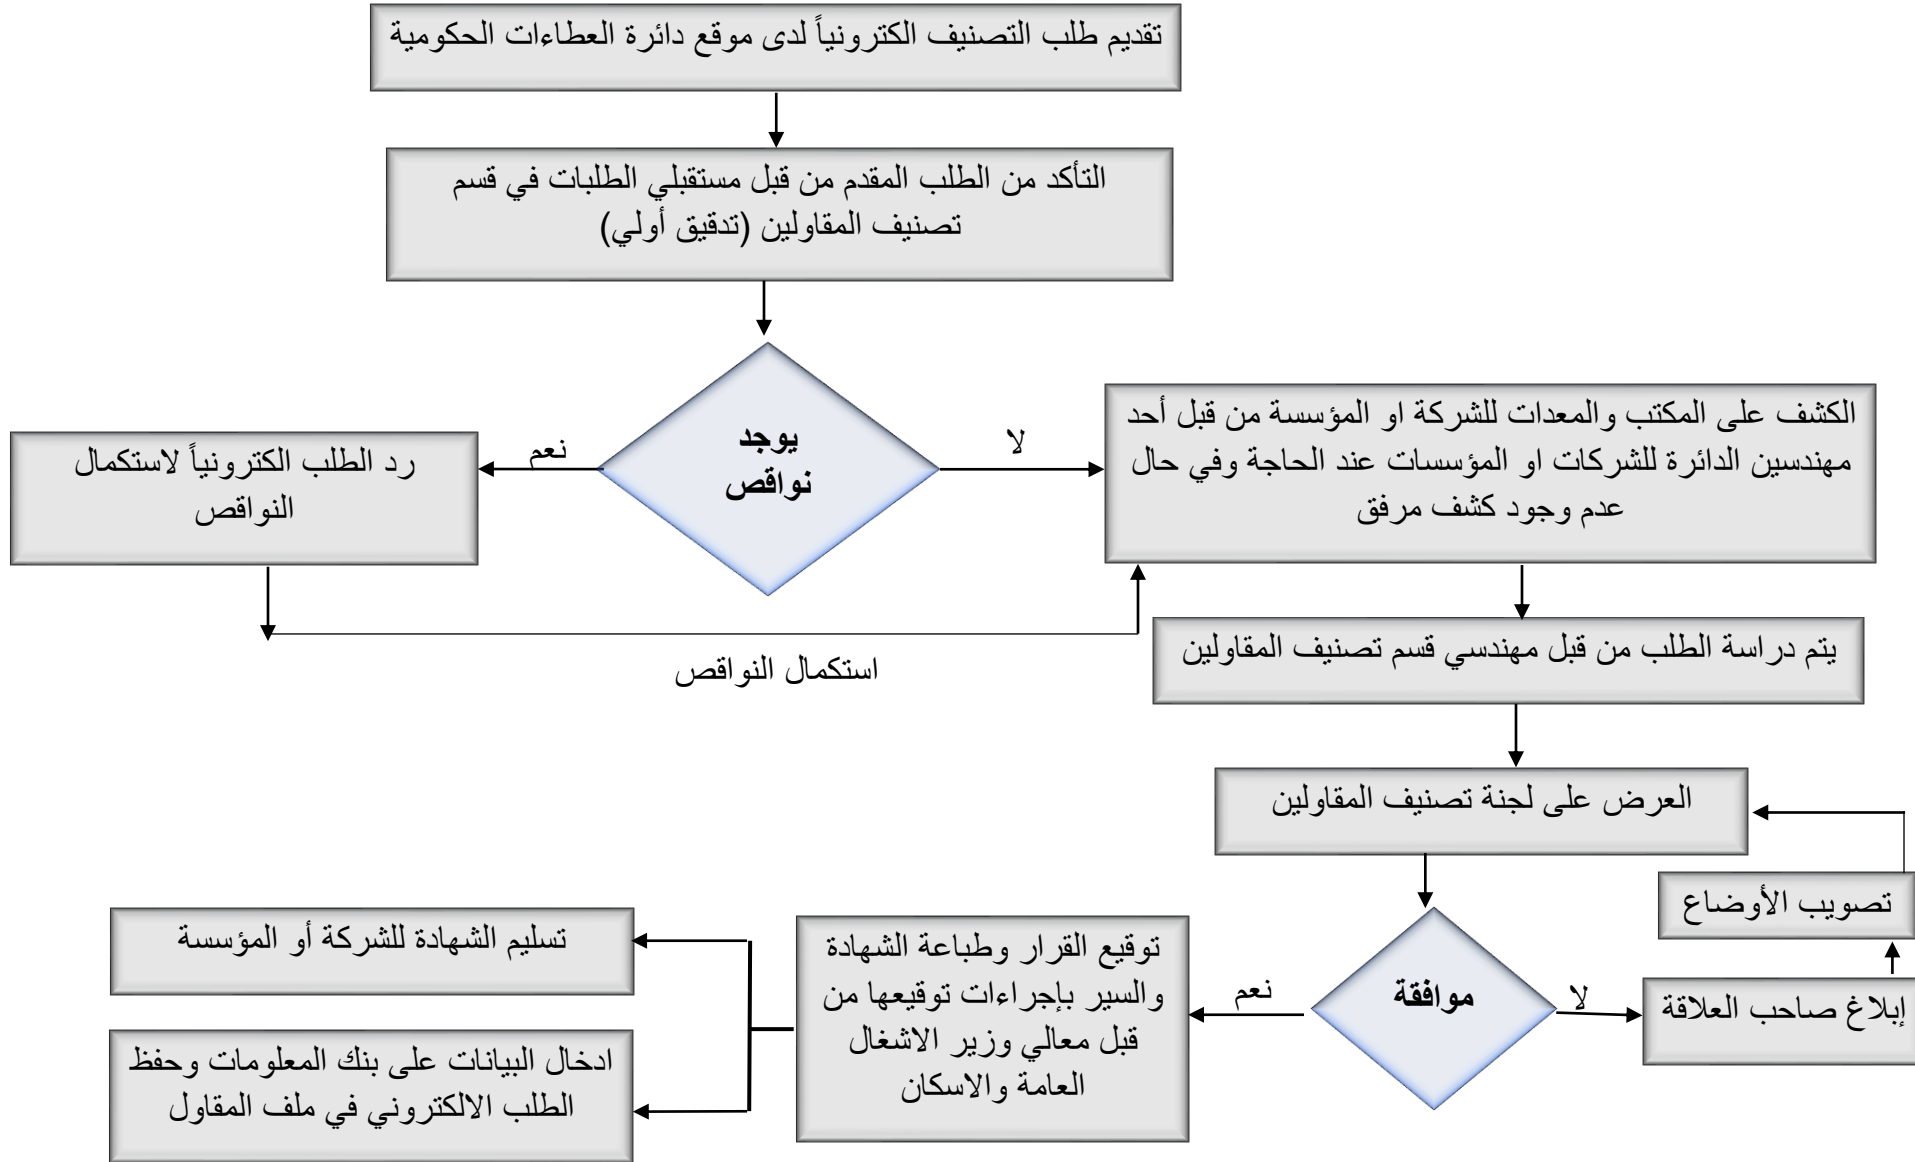 تقديم طلب التصنيف الكترونياً لدى موقع دائرة العطاءات الحكومية
التأكد من الطلب المقدم من قبل مستقبلي الطلبات في قسم
تصنيف المقاولين (تدقيق أولي)
يوجد
نواقص
لا
نعم
الكشف على المكتب والمعدات للشركة او المؤسسة من قبل أحد
مهندسين الدائرة للشركات او المؤسسات عند الحاجة وفي حال
عدم وجود كشف مرفق
رد الطلب الكترونياً لاستكمال
النواقص
استكمال النواقص
يتم دراسة الطلب من قبل مهندسي قسم تصنيف المقاولين
العرض على لجنة تصنيف المقاولين
تصويب الأوضاع
إبلاغ صاحب العلاقة
لا
موافقة
نعم
توقيع القرار وطباعة الشهادة
والسير بإجراءات توقيعها من
قبل معالي وزير الاشغال
العامة والاسكان
تسليم الشهادة للشركة أو المؤسسة
ادخال البيانات على بنك المعلومات وحفظ
الطلب الالكتروني في ملف المقاول